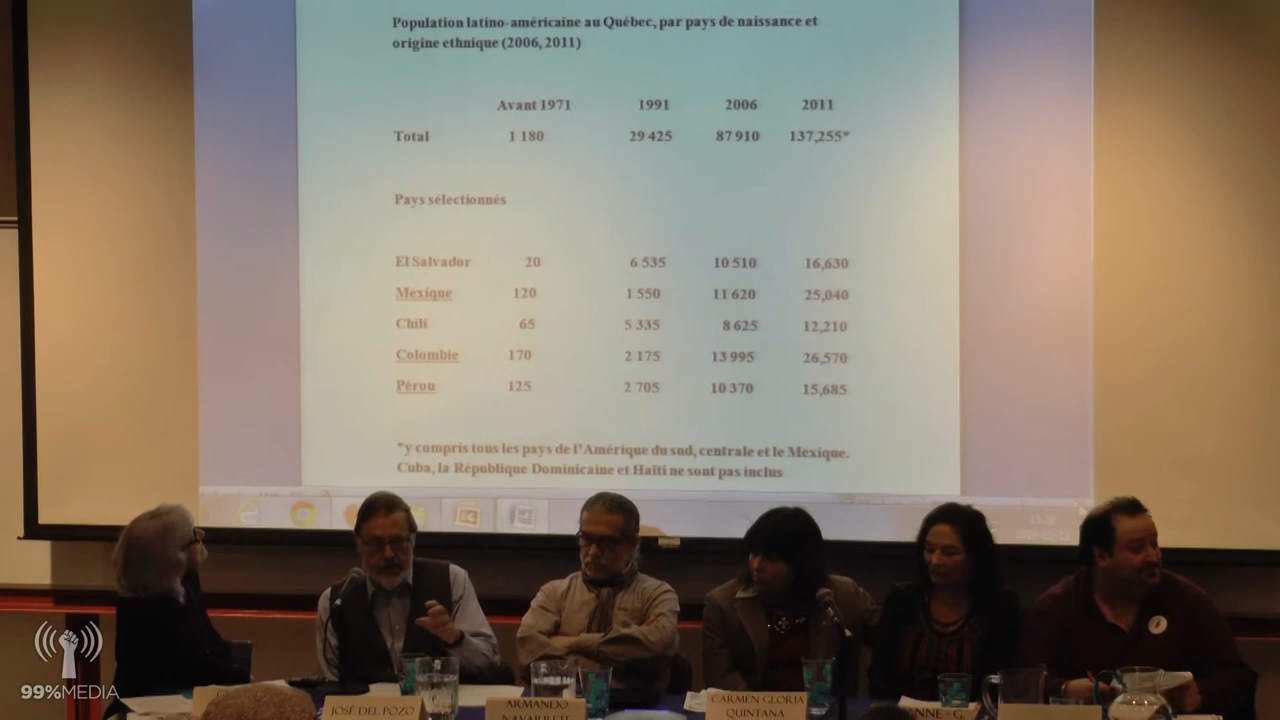 Population latino-américaine au Québec, par pays de naissance et
origine ethnique (2006, 2011)
Avant 1971 1991 2006 2011
Total 1 180 29 425 87 910 137,255*
Pays sélectionnés
El Salvador 20 6 535 10 510 16,630
Mexique 120 1 550 11 620 25,040
Chili 65 5 335 8 625 12,210
Colombie 170 2 175 13 995 26,570
Pérou 125 2 705 10 370 15,685
*y compris tous les pays de l'Amérique du sud, centrale et le Mexique.
Cuba, la République Dominicaine et Haïti ne sont pas inclus
99%MEDIA
JOSÉ DEL POZO
ARMANDO
NAVARRETE
CARMEN GLORIA
QUINTANA
NNE - G.